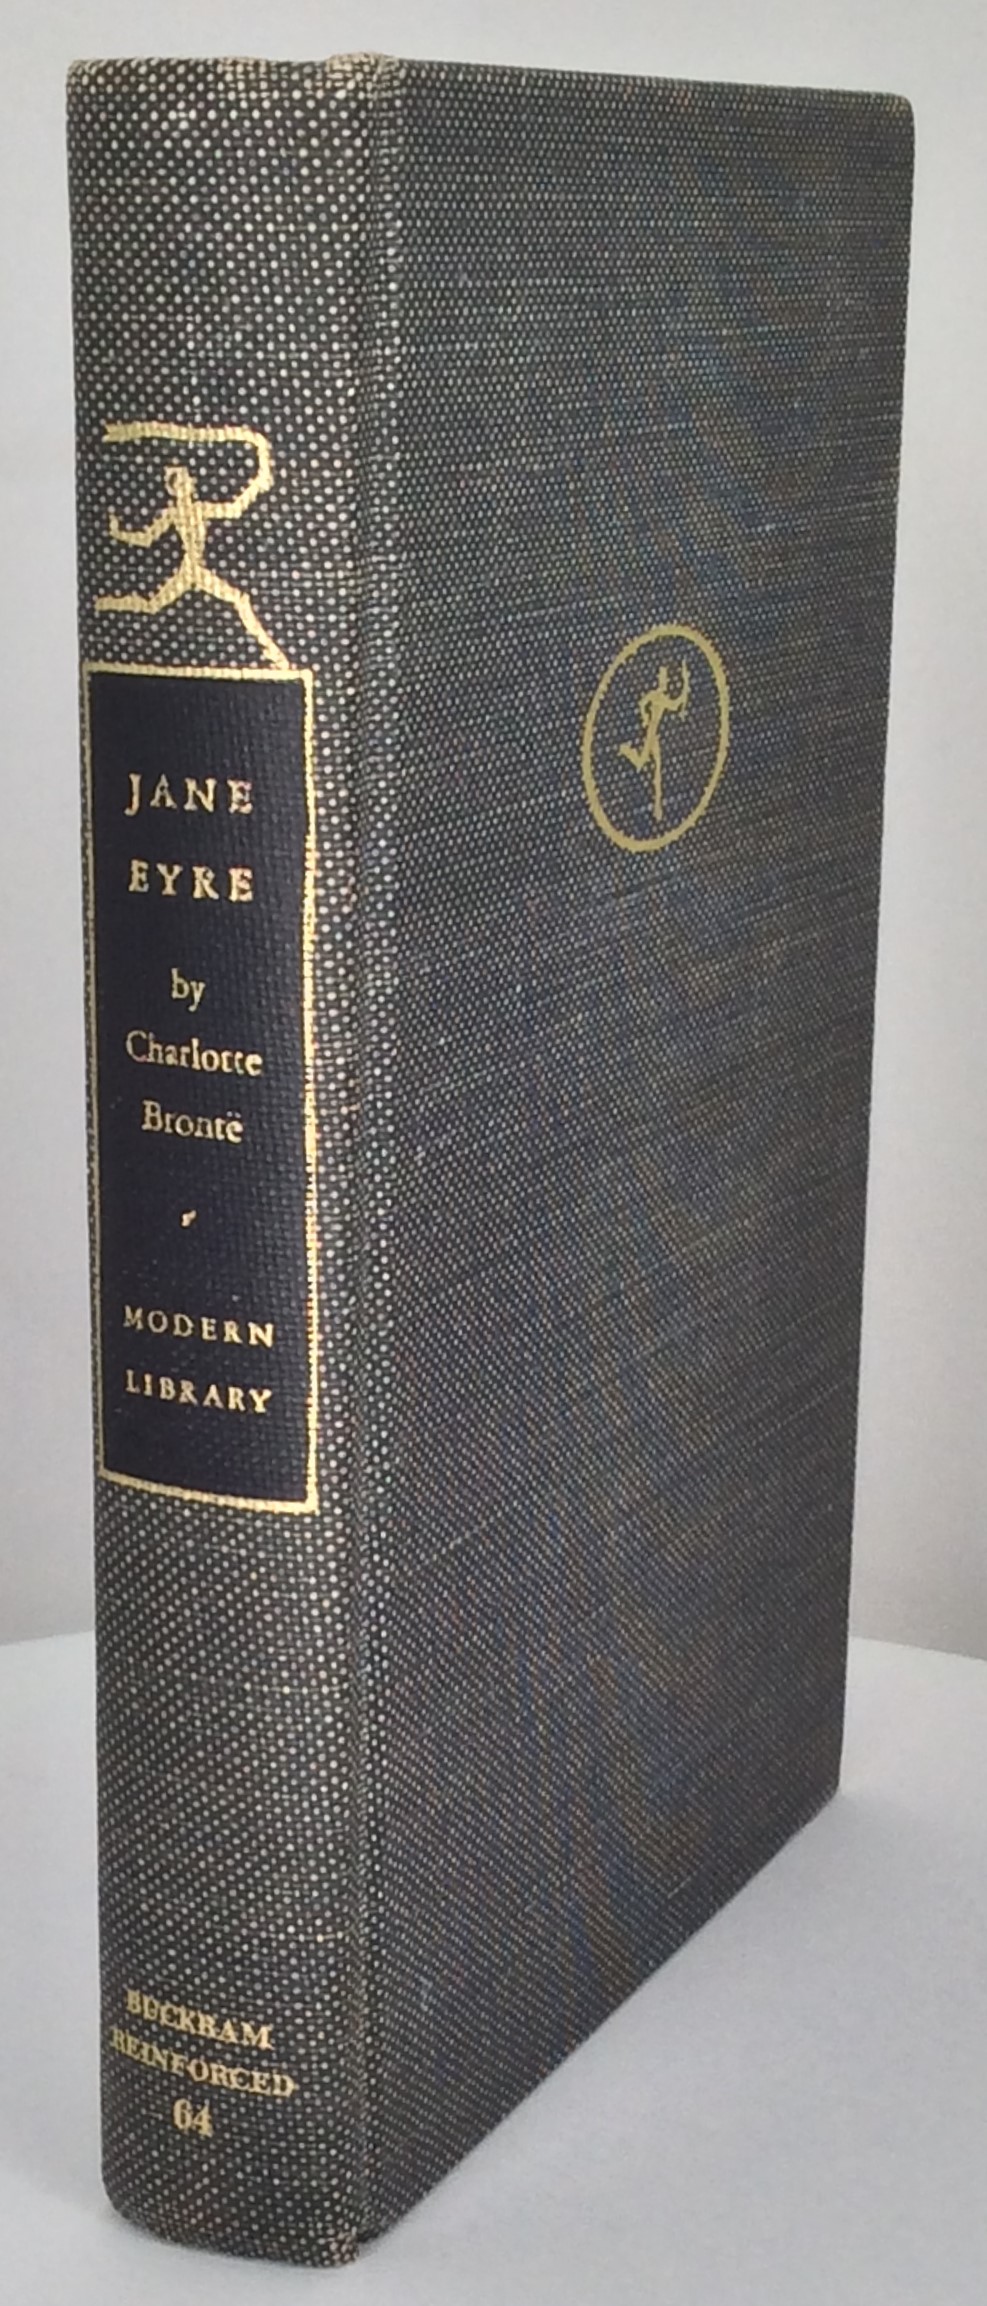 JANE
EYRE
by
Charlotte
Brontë
MODERN
LIBRARY
BUCKRAM
REINFORCED
64